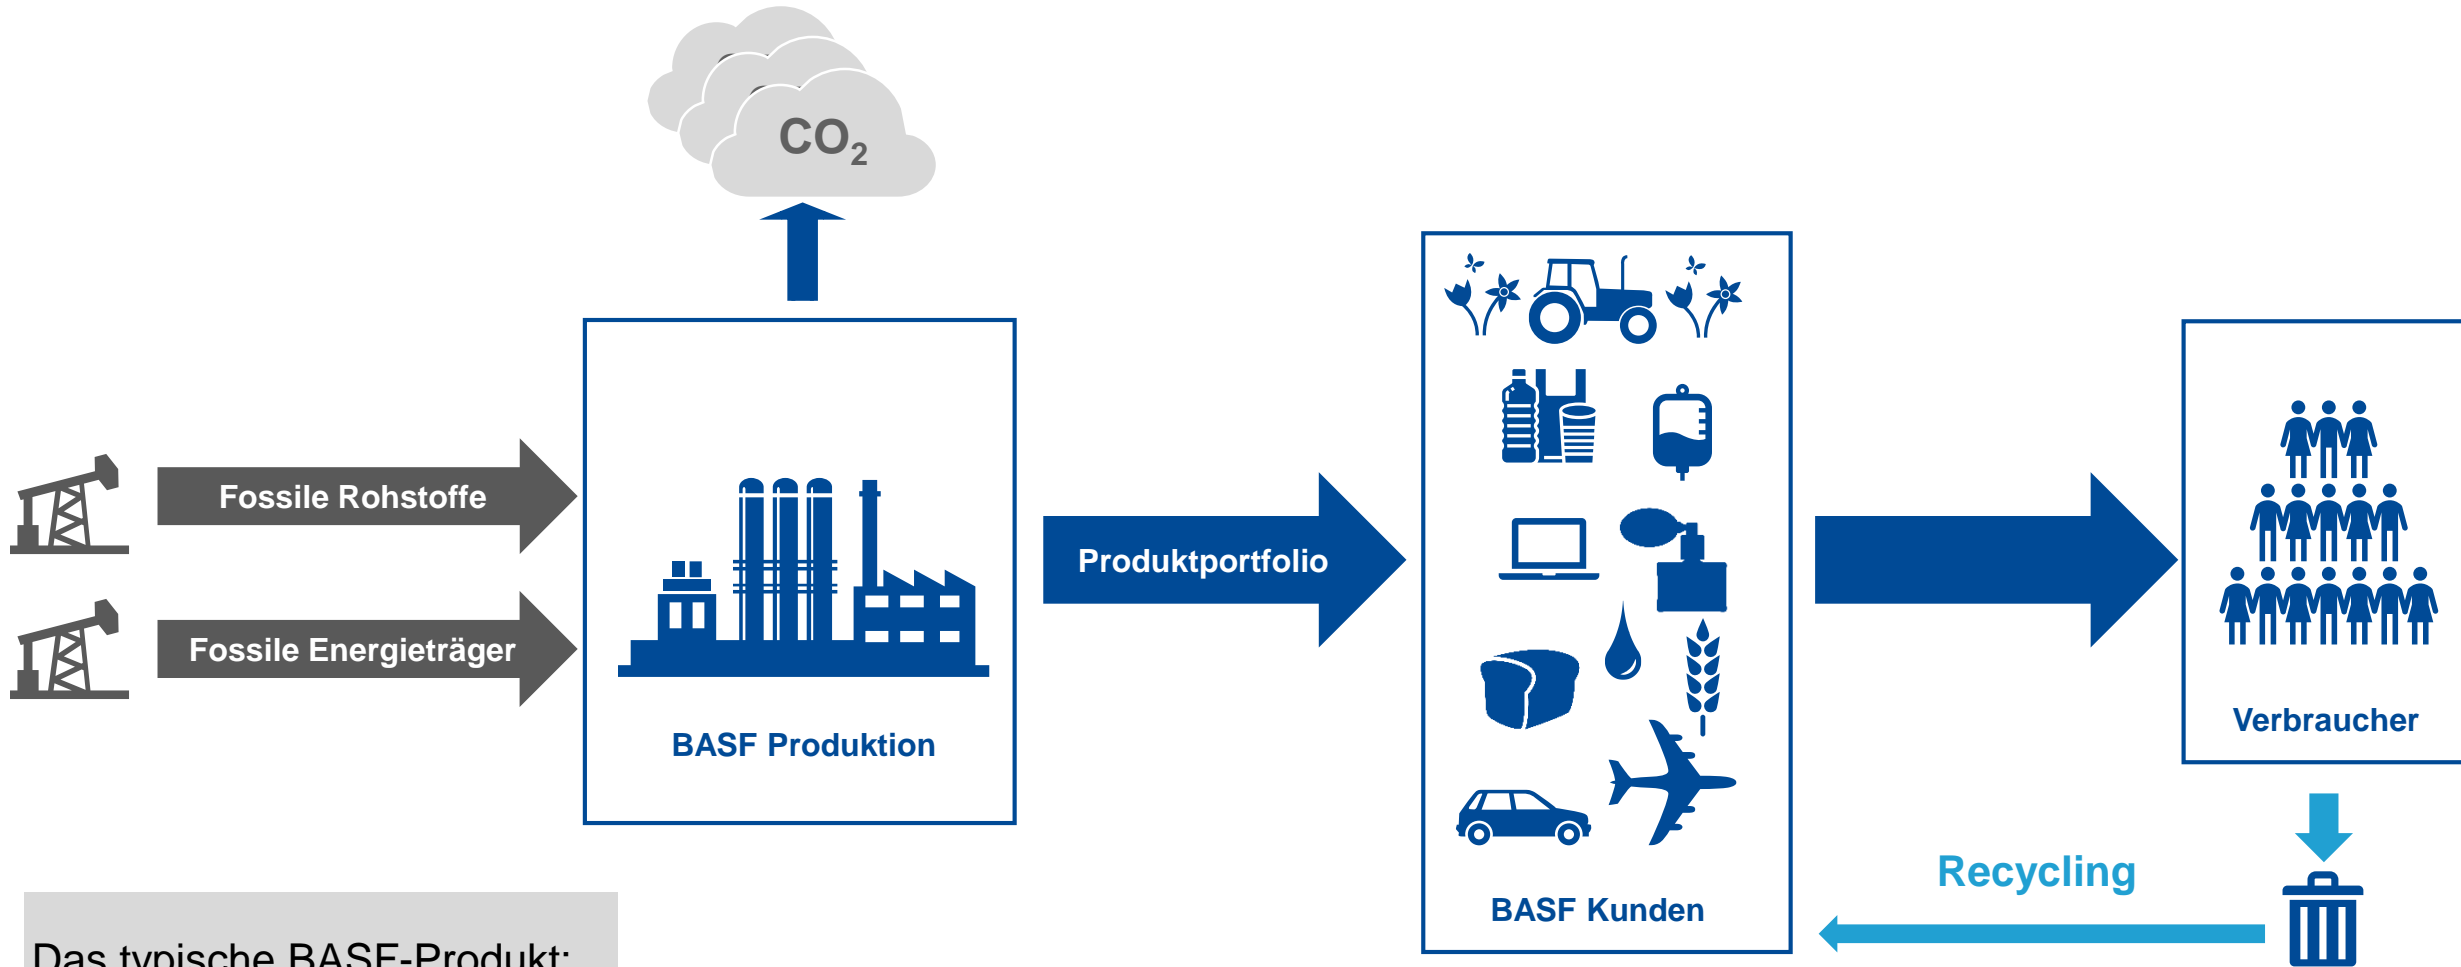 CO₂
Fossile Rohstoffe
Fossile Energieträger
BASF Produktion
Produktportfolio
BASF Kunden
Verbraucher
Recycling
Das typische BASF-Produkt: